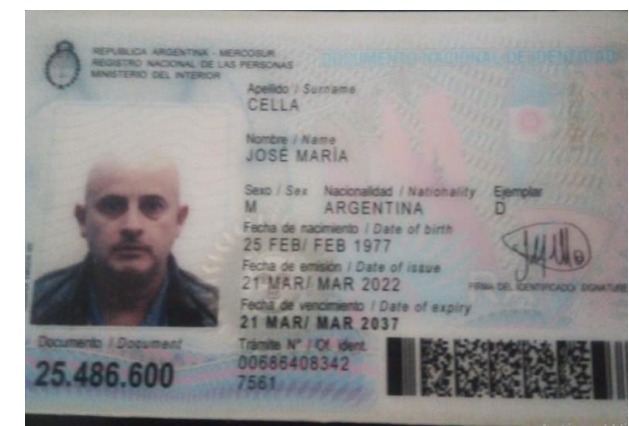 REPUBLICA ARGENTINA - MERCOSUR
REGISTRO NACIONAL DE LAS PERSONAS
MINISTERIO DEL INTERIOR
DOCUMENTO NACIONAL DE IDENTIDAD
Apellido / Surname
CELLA
Nombre / Name
JOSÉ MARÍA
Sexo / Sex Nacionalidad / Nationality Ejemplar
M ARGENTINA D
Fecha de nacimiento / Date of birth
25 FEB/ FEB 1977
Fecha de emisión / Date of issue
21 MAR/ MAR 2022
FIRMA DEL IDENTIFICADO/ SIGNATURE
Fecha de vencimiento / Date of expiry
21 MAR/ MAR 2037
Documento / Document
25.486.600
Trámite N° / Of. ident.
00686408342
7561